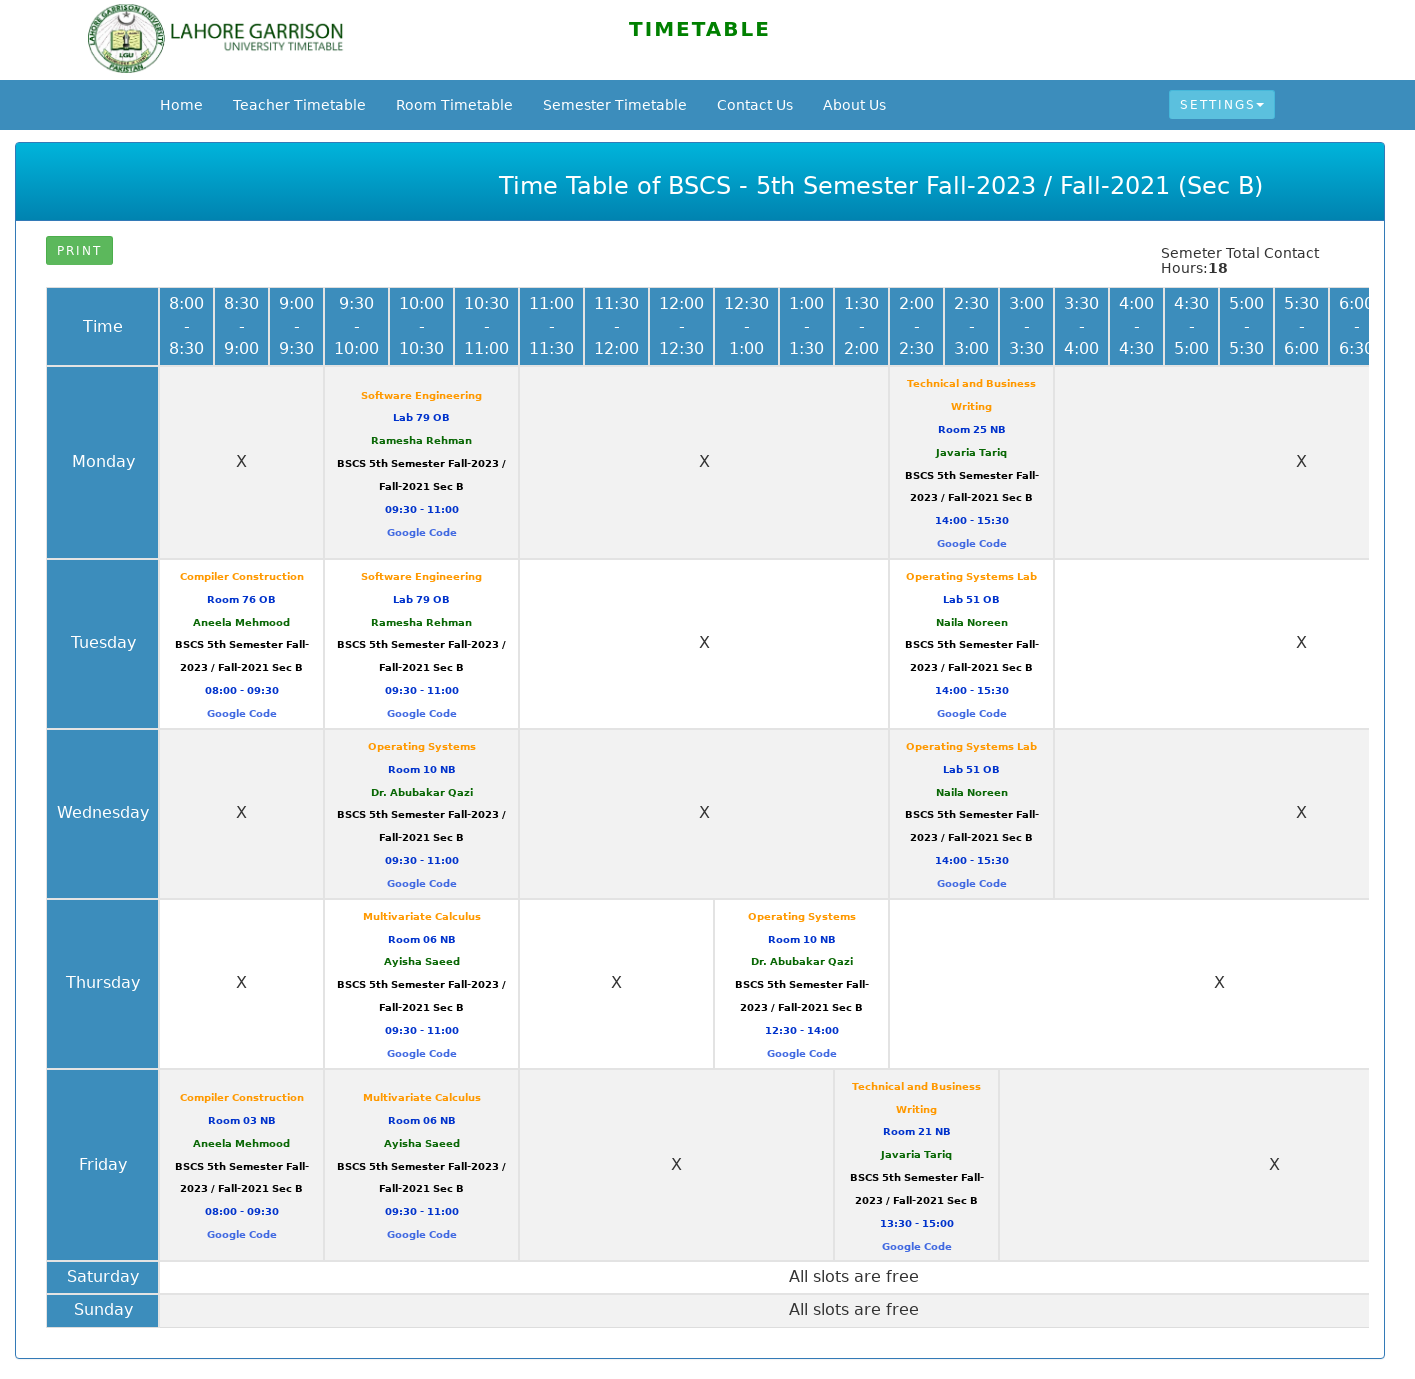 LAHORE GARRISON
UNIVERSITY TIMETABLE
LAHORE GARRISON UNIVERSITY
LGU
PAKISTAN
TIMETABLE
Home Teacher Timetable Room Timetable Semester Timetable Contact Us About Us SETTINGS
Time Table of BSCS - 5th Semester Fall-2023 / Fall-2021 (Sec B)
PRINT
Semeter Total Contact
Hours:18
Time
8:00 - 8:30
8:30 - 9:00
9:00 - 9:30
9:30 - 10:00
10:00 - 10:30
10:30 - 11:00
11:00 - 11:30
11:30 - 12:00
12:00 - 12:30
12:30 - 1:00
1:00 - 1:30
1:30 - 2:00
2:00 - 2:30
2:30 - 3:00
3:00 - 3:30
3:30 - 4:00
4:00 - 4:30
4:30 - 5:00
5:00 - 5:30
5:30 - 6:00
6:00 - 6:30
Monday
X
Software Engineering
Lab 79 OB
Ramesha Rehman
BSCS 5th Semester Fall-2023 /
Fall-2021 Sec B
09:30 - 11:00
Google Code
X
Technical and Business
Writing
Room 25 NB
Javaria Tariq
BSCS 5th Semester Fall-
2023 / Fall-2021 Sec B
14:00 - 15:30
Google Code
X
Tuesday
Compiler Construction
Room 76 OB
Aneela Mehmood
BSCS 5th Semester Fall-
2023 / Fall-2021 Sec B
08:00 - 09:30
Google Code
Software Engineering
Lab 79 OB
Ramesha Rehman
BSCS 5th Semester Fall-2023 /
Fall-2021 Sec B
09:30 - 11:00
Google Code
X
Operating Systems Lab
Lab 51 OB
Naila Noreen
BSCS 5th Semester Fall-
2023 / Fall-2021 Sec B
14:00 - 15:30
Google Code
X
Wednesday
X
Operating Systems
Room 10 NB
Dr. Abubakar Qazi
BSCS 5th Semester Fall-2023 /
Fall-2021 Sec B
09:30 - 11:00
Google Code
X
Operating Systems Lab
Lab 51 OB
Naila Noreen
BSCS 5th Semester Fall-
2023 / Fall-2021 Sec B
14:00 - 15:30
Google Code
X
Thursday
X
Multivariate Calculus
Room 06 NB
Ayisha Saeed
BSCS 5th Semester Fall-2023 /
Fall-2021 Sec B
09:30 - 11:00
Google Code
X
Operating Systems
Room 10 NB
Dr. Abubakar Qazi
BSCS 5th Semester Fall-
2023 / Fall-2021 Sec B
12:30 - 14:00
Google Code
X
Friday
Compiler Construction
Room 03 NB
Aneela Mehmood
BSCS 5th Semester Fall-
2023 / Fall-2021 Sec B
08:00 - 09:30
Google Code
Multivariate Calculus
Room 06 NB
Ayisha Saeed
BSCS 5th Semester Fall-2023 /
Fall-2021 Sec B
09:30 - 11:00
Google Code
X
Technical and Business
Writing
Room 21 NB
Javaria Tariq
BSCS 5th Semester Fall-
2023 / Fall-2021 Sec B
13:30 - 15:00
Google Code
X
Saturday
All slots are free
Sunday
All slots are free